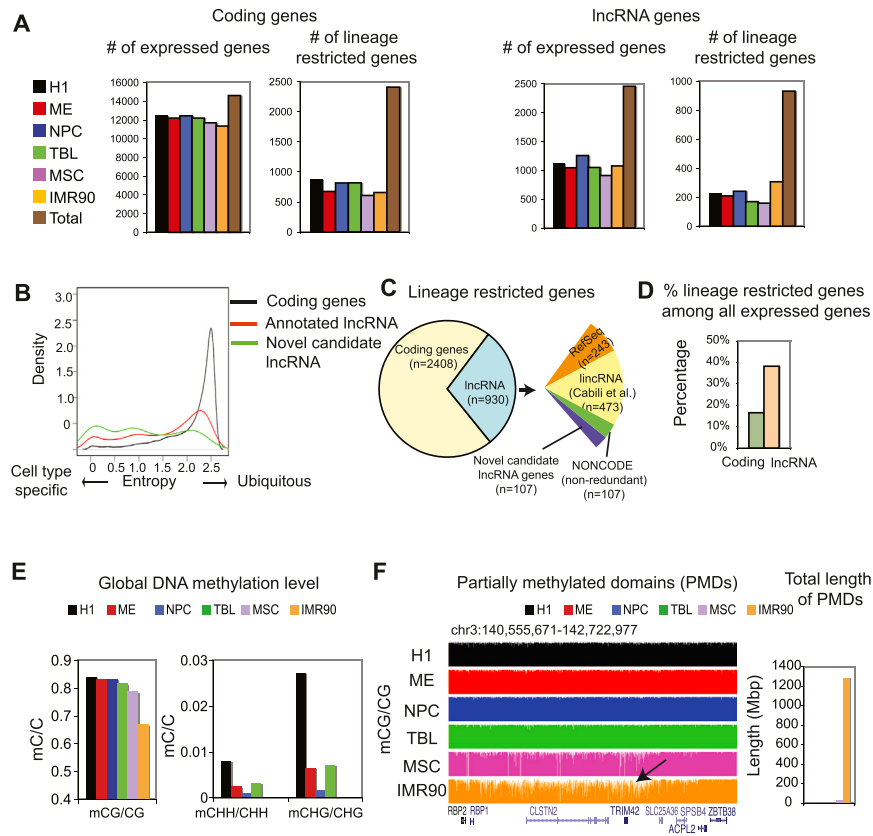 A
Coding genes
lncRNA genes
# of expressed genes
# of lineage restricted genes
# of expressed genes
# of lineage restricted genes
H1
ME
NPC
TBL
MSC
IMR90
Total
16000
14000
12000
10000
8000
6000
4000
2000
0
2500
2000
1500
1000
500
0
2500
2000
1500
1000
500
0
1000
800
600
400
200
0
B
3.0
2.5
2.0
1.5
1.0
0
Density
Coding genes
Annotated lncRNA
Novel candidate
lncRNA
0 0.5 1.0 1.5 2.0 2.5
Cell type
specific
Entropy
Ubiquitous
C
Lineage restricted genes
Coding genes
(n=2408)
lncRNA
(n=930)
RefSeq
(n=243)
lincRNA
(Cabili et al.)
(n=473)
Novel candidate
lncRNA genes
(n=107)
NONCODE
(non-redundant)
(n=107)
D
% lineage restricted genes
among all expressed genes
Percentage
50%
50%
40%
30%
20%
10%
0%
Coding lncRNA
E
Global DNA methylation level
H1 ME NPC TBL MSC IMR90
mC/C
0.9
0.8
0.7
0.6
0.5
0.4
mCG/CG
mC/C
0.03
0.02
0.01
0
mCHH/CHH mCHG/CHG
F
Partially methylated domains (PMDs)
H1 ME NPC TBL MSC IMR90
chr3:140,555,671-142,722,977
mCG/CG
H1
ME
NPC
TBL
MSC
IMR90
RBP2 RBP1 CLSTN2 TRIM42 SLC25A36 SPSB4 ZBTB38
ACPL2
Total length
of PMDs
Length (Mbp)
1400
1200
1000
800
600
400
200
0